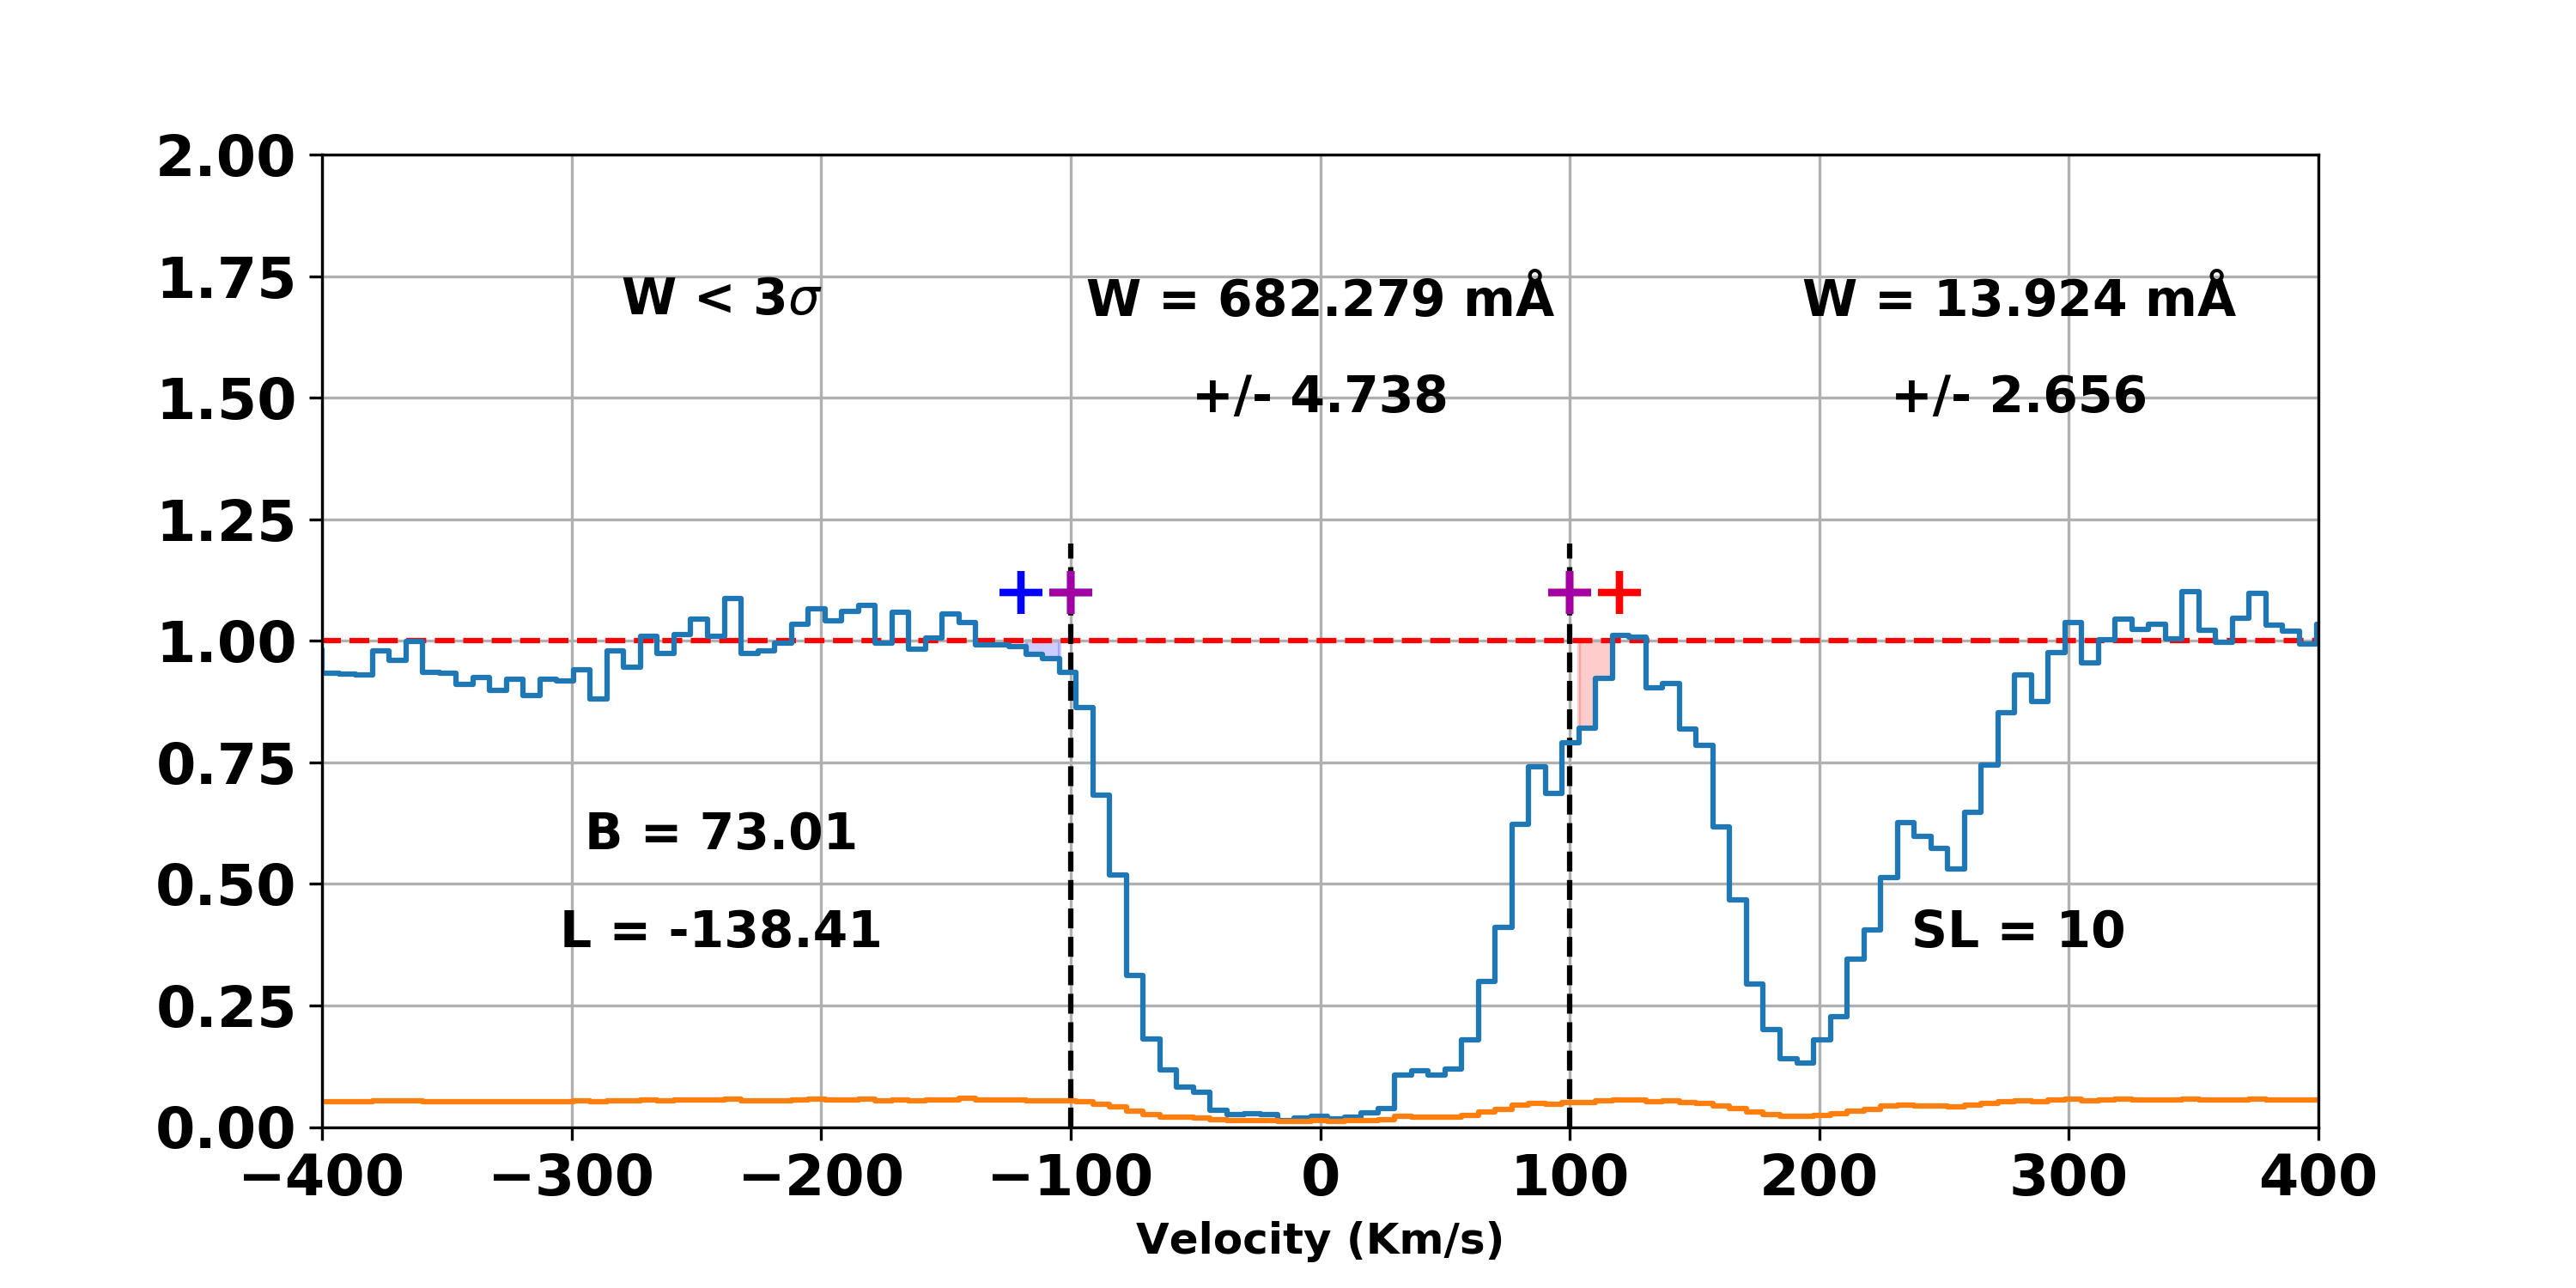 2.00
1.75
W < 3σ
W = 682.279 mÅ
W = 13.924 mÅ
1.50
+/- 4.738
+/- 2.656
1.25
1.00
0.75
B = 73.01
0.50
L = -138.41
SL = 10
0.25
0.00
−400 −300 −200 −100 0 100 200 300 400
Velocity (Km/s)